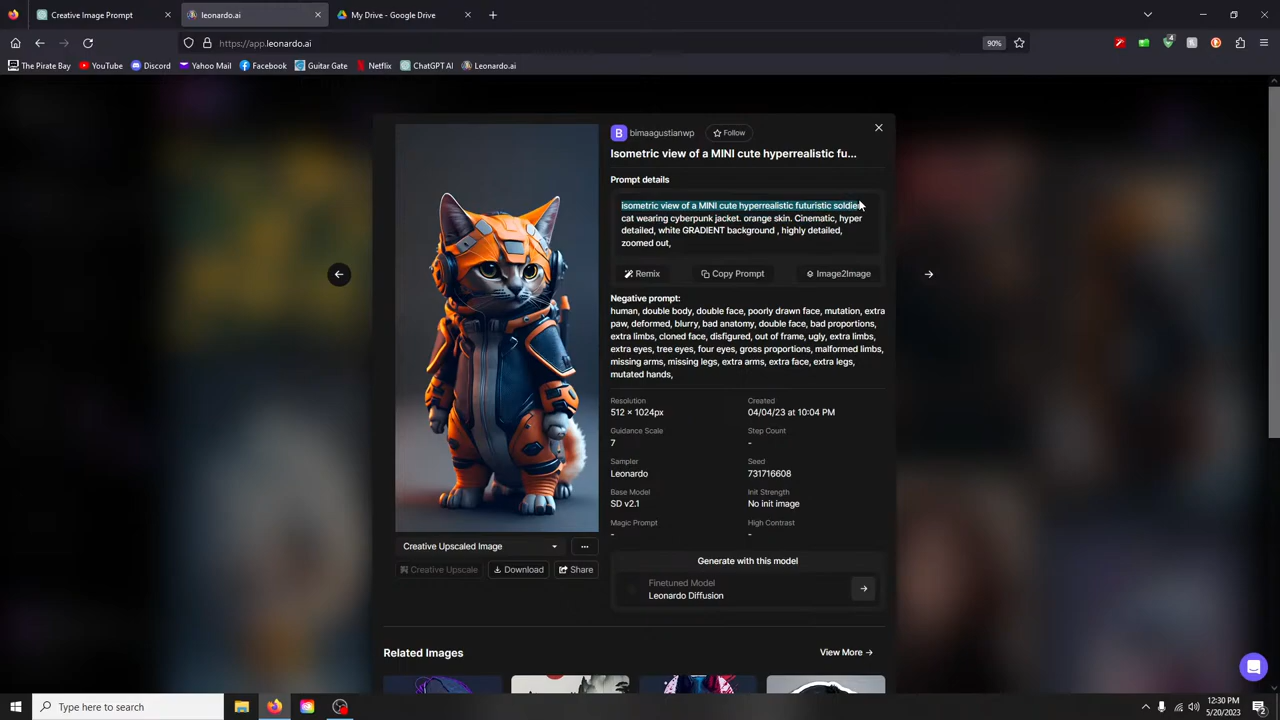 Creative Image Prompt
leonardo.ai
My Drive - Google Drive
https://app.leonardo.ai
90%
4
The Pirate Bay
YouTube
Discord
Yahoo Mail
Facebook
Guitar Gate
Netflix
ChatGPT AI
Leonardo.ai
B bimaagustianwp
Follow
Isometric view of a MINI cute hyperrealistic fu...
Prompt details
isometric view of a MINI cute hyperrealistic futuristic soldier
cat wearing cyberpunk jacket. orange skin. Cinematic, hyper
detailed, white GRADIENT background , highly detailed,
zoomed out,
Remix
Copy Prompt
Image2Image
Negative prompt:
human, double body, double face, poorly drawn face, mutation, extra
paw, deformed, blurry, bad anatomy, double face, bad proportions,
extra limbs, cloned face, disfigured, out of frame, ugly, extra limbs,
extra eyes, tree eyes, four eyes, gross proportions, malformed limbs,
missing arms, missing legs, extra arms, extra face, extra legs,
mutated hands,
Resolution
512 × 1024px
Created
04/04/23 at 10:04 PM
Guidance Scale
7
Step Count
-
Sampler
Leonardo
Seed
731716608
Base Model
SD v2.1
Init Strength
No init image
Magic Prompt
-
High Contrast
-
Creative Upscaled Image
...
Creative Upscale
Download
Share
Generate with this model
Finetuned Model
Leonardo Diffusion
Related Images
View More
Type here to search
12:30 PM
5/20/2023
2